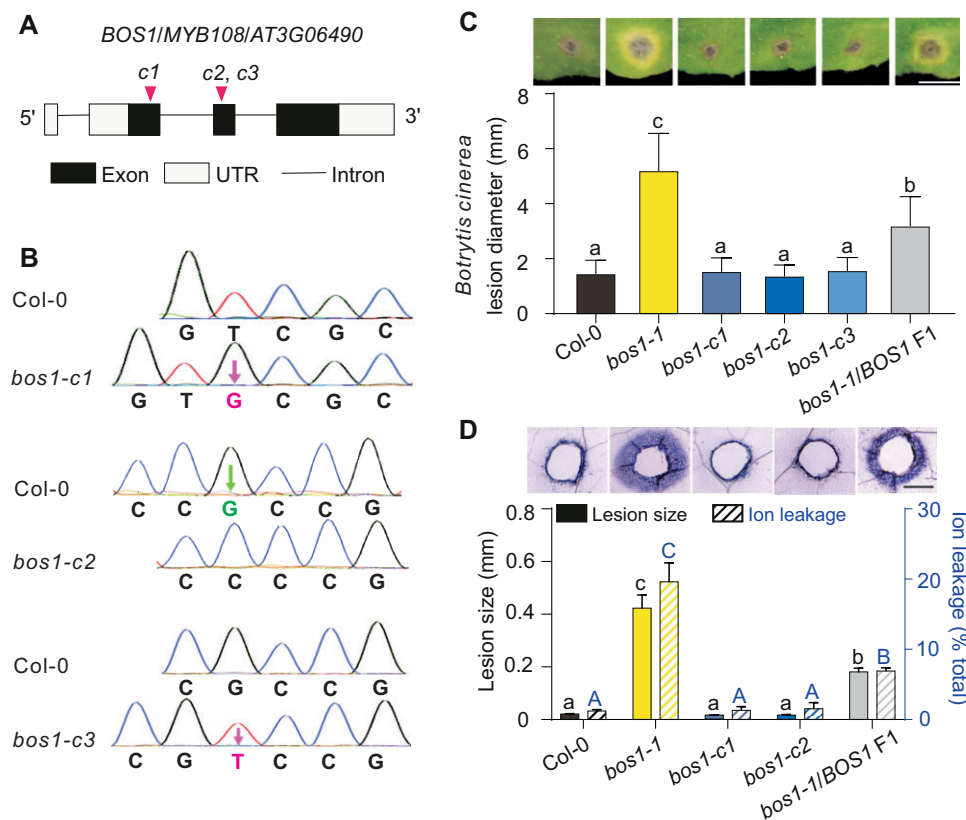 A
BOS1/MYB108/AT3G06490
c1
c2, c3
5'
3'
Exon
UTR
Intron
B
Col-0
G T C G C
bos1-c1
G T G C G C
Col-0
C C G C C G
bos1-c2
C C C C G
Col-0
C G C C G
bos1-c3
C G T C C G
C
Botrytis cinerea
lesion diameter (mm)
8
6
4
2
0
a
c
a
a
a
b
Col-0
bos1-1
bos1-c1
bos1-c2
bos1-c3
bos1-1/BOS1 F1
D
Lesion size
Ion leakage
Lesion size (mm)
0.8
0.6
0.4
0.2
0
a A
c C
a A
a A
b B
30
20
10
0
Ion leakage (% total)
Col-0
bos1-1
bos1-c1
bos1-c2
bos1-1/BOS1 F1